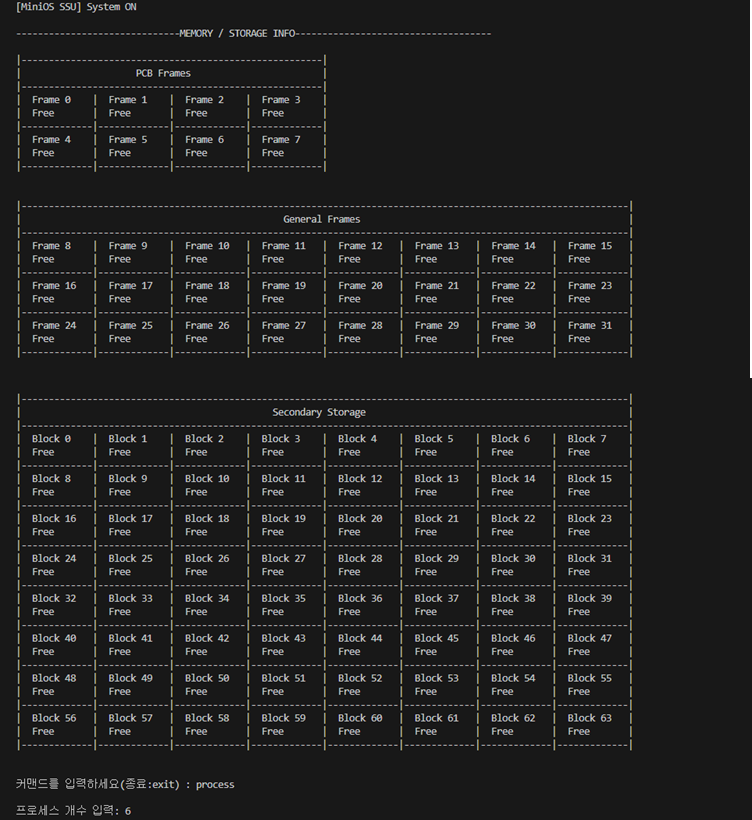 [MiniOS SSU] System ON
------------------------------MEMORY / STORAGE INFO------------------------------------
|-------------------------------------------------------|
| PCB Frames |
|-------------------------------------------------------|
| Frame 0 | Frame 1 | Frame 2 | Frame 3 |
| Free | Free | Free | Free |
|-------------|-------------|-------------|-------------|
| Frame 4 | Frame 5 | Frame 6 | Frame 7 |
| Free | Free | Free | Free |
|-------------|-------------|-------------|-------------|
|---------------------------------------------------------------------------------------------------------------|
| General Frames |
|---------------------------------------------------------------------------------------------------------------|
| Frame 8 | Frame 9 | Frame 10 | Frame 11 | Frame 12 | Frame 13 | Frame 14 | Frame 15 |
| Free | Free | Free | Free | Free | Free | Free | Free |
|-------------|-------------|-------------|-------------|-------------|-------------|-------------|-------------|
| Frame 16 | Frame 17 | Frame 18 | Frame 19 | Frame 20 | Frame 21 | Frame 22 | Frame 23 |
| Free | Free | Free | Free | Free | Free | Free | Free |
|-------------|-------------|-------------|-------------|-------------|-------------|-------------|-------------|
| Frame 24 | Frame 25 | Frame 26 | Frame 27 | Frame 28 | Frame 29 | Frame 30 | Frame 31 |
| Free | Free | Free | Free | Free | Free | Free | Free |
|-------------|-------------|-------------|-------------|-------------|-------------|-------------|-------------|
|---------------------------------------------------------------------------------------------------------------|
| Secondary Storage |
|---------------------------------------------------------------------------------------------------------------|
| Block 0 | Block 1 | Block 2 | Block 3 | Block 4 | Block 5 | Block 6 | Block 7 |
| Free | Free | Free | Free | Free | Free | Free | Free |
|-------------|-------------|-------------|-------------|-------------|-------------|-------------|-------------|
| Block 8 | Block 9 | Block 10 | Block 11 | Block 12 | Block 13 | Block 14 | Block 15 |
| Free | Free | Free | Free | Free | Free | Free | Free |
|-------------|-------------|-------------|-------------|-------------|-------------|-------------|-------------|
| Block 16 | Block 17 | Block 18 | Block 19 | Block 20 | Block 21 | Block 22 | Block 23 |
| Free | Free | Free | Free | Free | Free | Free | Free |
|-------------|-------------|-------------|-------------|-------------|-------------|-------------|-------------|
| Block 24 | Block 25 | Block 26 | Block 27 | Block 28 | Block 29 | Block 30 | Block 31 |
| Free | Free | Free | Free | Free | Free | Free | Free |
|-------------|-------------|-------------|-------------|-------------|-------------|-------------|-------------|
| Block 32 | Block 33 | Block 34 | Block 35 | Block 36 | Block 37 | Block 38 | Block 39 |
| Free | Free | Free | Free | Free | Free | Free | Free |
|-------------|-------------|-------------|-------------|-------------|-------------|-------------|-------------|
| Block 40 | Block 41 | Block 42 | Block 43 | Block 44 | Block 45 | Block 46 | Block 47 |
| Free | Free | Free | Free | Free | Free | Free | Free |
|-------------|-------------|-------------|-------------|-------------|-------------|-------------|-------------|
| Block 48 | Block 49 | Block 50 | Block 51 | Block 52 | Block 53 | Block 54 | Block 55 |
| Free | Free | Free | Free | Free | Free | Free | Free |
|-------------|-------------|-------------|-------------|-------------|-------------|-------------|-------------|
| Block 56 | Block 57 | Block 58 | Block 59 | Block 60 | Block 61 | Block 62 | Block 63 |
| Free | Free | Free | Free | Free | Free | Free | Free |
|-------------|-------------|-------------|-------------|-------------|-------------|-------------|-------------|
커맨드를 입력하세요(종료:exit) : process
프로세스 개수 입력: 6